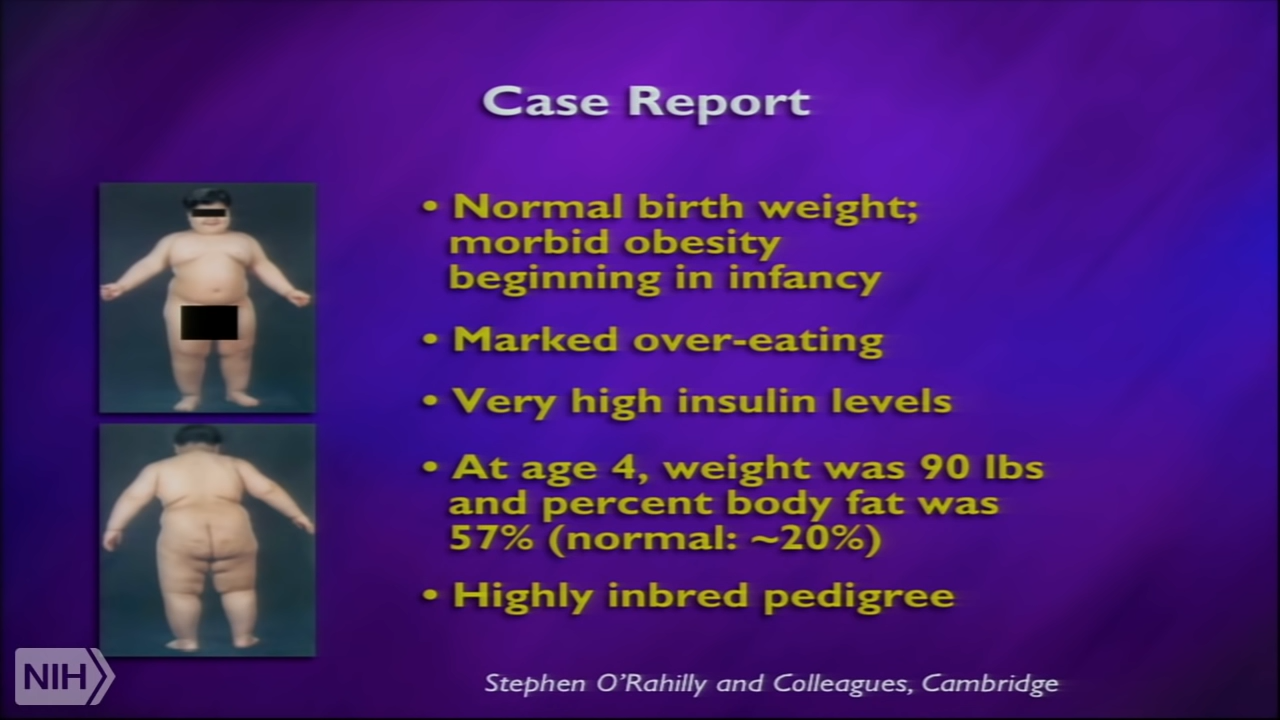 Case Report
• Normal birth weight;
morbid obesity
beginning in infancy
• Marked over-eating
• Very high insulin levels
• At age 4, weight was 90 lbs
and percent body fat was
57% (normal: ~20%)
• Highly inbred pedigree
NIH
Stephen O'Rahilly and Colleagues, Cambridge